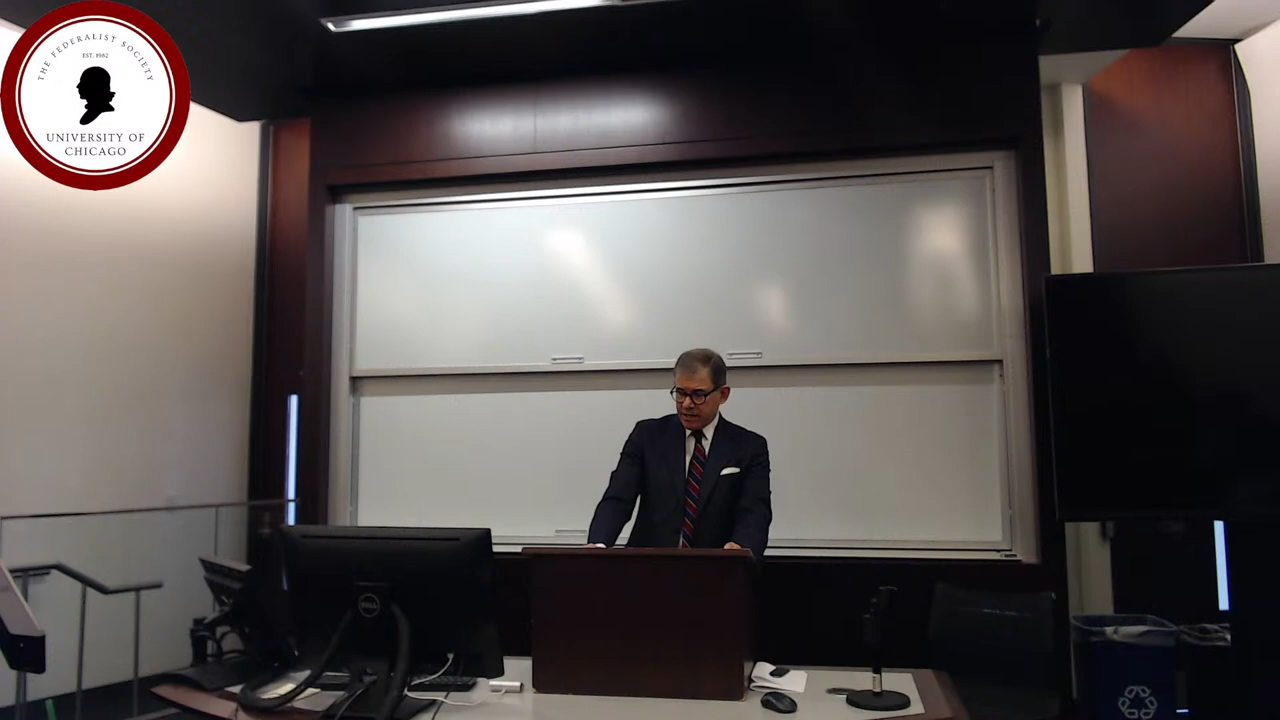 THE FEDERALIST SOCIETY
EST. 1982
UNIVERSITY OF
CHICAGO
DELL